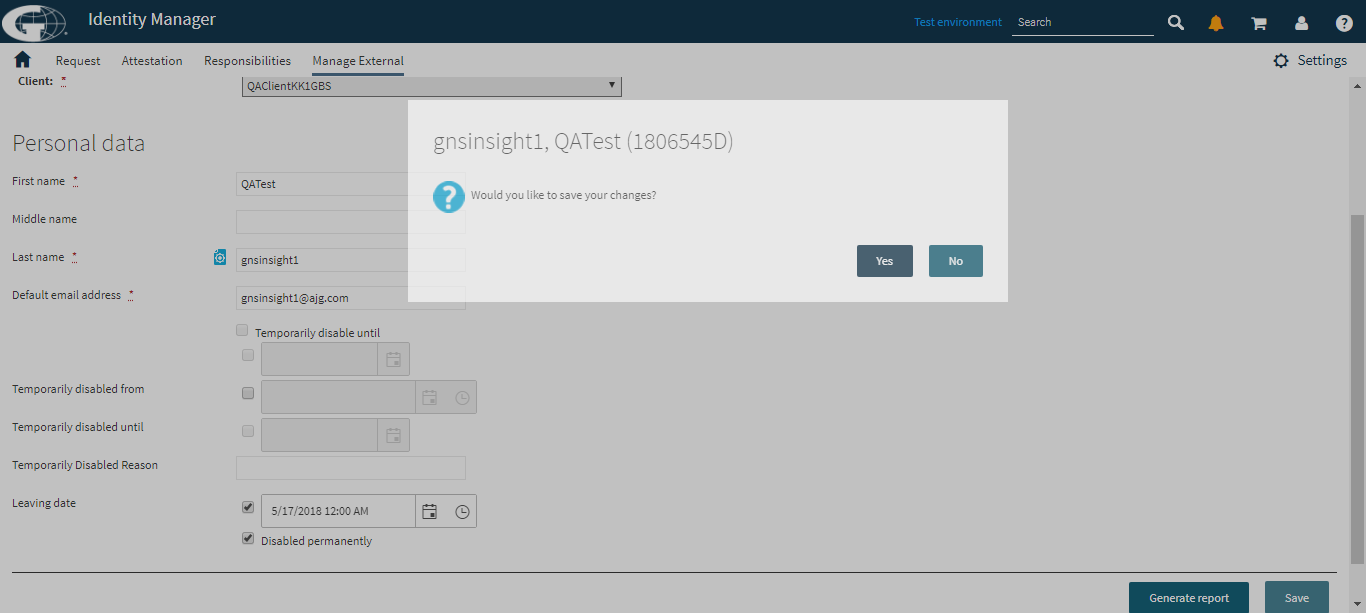 Identity Manager
Test environment
Search
Request
Attestation
Responsibilities
Manage External
Settings
Client: *
QAClientKK1GBS
gnsinsight1, QATest (1806545D)
Would you like to save your changes?
Yes
No
Personal data
First name *
QATest
Middle name
Last name *
gnsinsight1
Default email address *
gnsinsight1@ajg.com
Temporarily disable until
Temporarily disabled from
Temporarily disabled until
Temporarily Disabled Reason
Leaving date
5/17/2018 12:00 AM
Disabled permanently
Generate report
Save